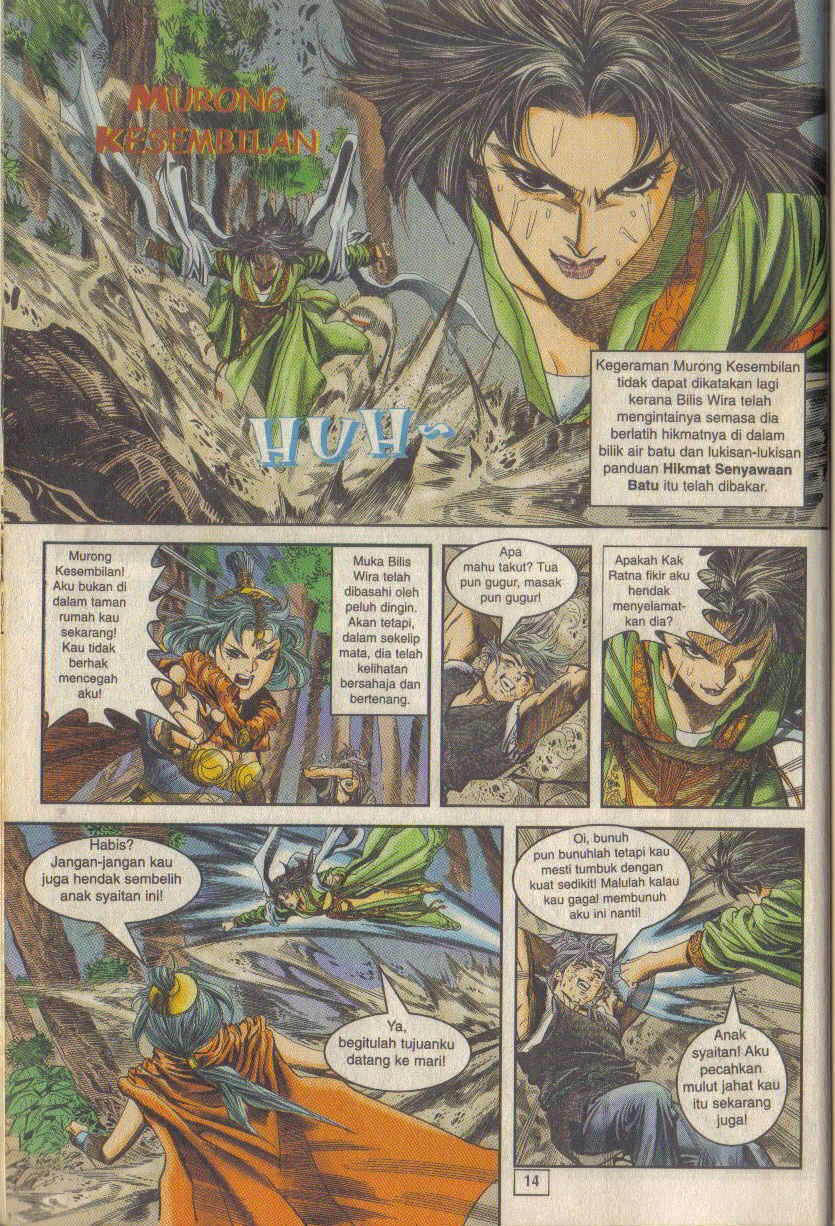 MURONG
KESEMBILAN
HUH~
Kegeraman Murong Kesembilan
tidak dapat dikatakan lagi
kerana Bilis Wira telah
mengintainya semasa dia
berlatih hikmatnya di dalam
bilik air batu dan lukisan-lukisan
panduan Hikmat Senyawaan
Batu itu telah dibakar.
Murong
Kesembilan!
Aku bukan di
dalam taman
rumah kau
sekarang!
Kau tidak
berhak
mencegah
aku!
Muka Bilis
Wira telah
dibasahi oleh
peluh dingin.
Akan tetapi,
dalam sekelip
mata, dia telah
kelihatan
bersahaja dan
bertenang.
Apa
mahu takut? Tua
pun gugur, masak
pun gugur!
Apakah Kak
Ratna fikir aku
hendak
menyelamat-
kan dia?
Habis?
Jangan-jangan kau
juga hendak sembelih
anak syaitan ini!
Ya,
begitulah tujuanku
datang ke mari!
Oi, bunuh
pun bunuhlah tetapi kau
mesti tumbuk dengan
kuat sedikit! Malulah kalau
kau gagal membunuh
aku ini nanti!
Anak
syaitan! Aku
pecahkan
mulut jahat kau
itu sekarang
juga!
14